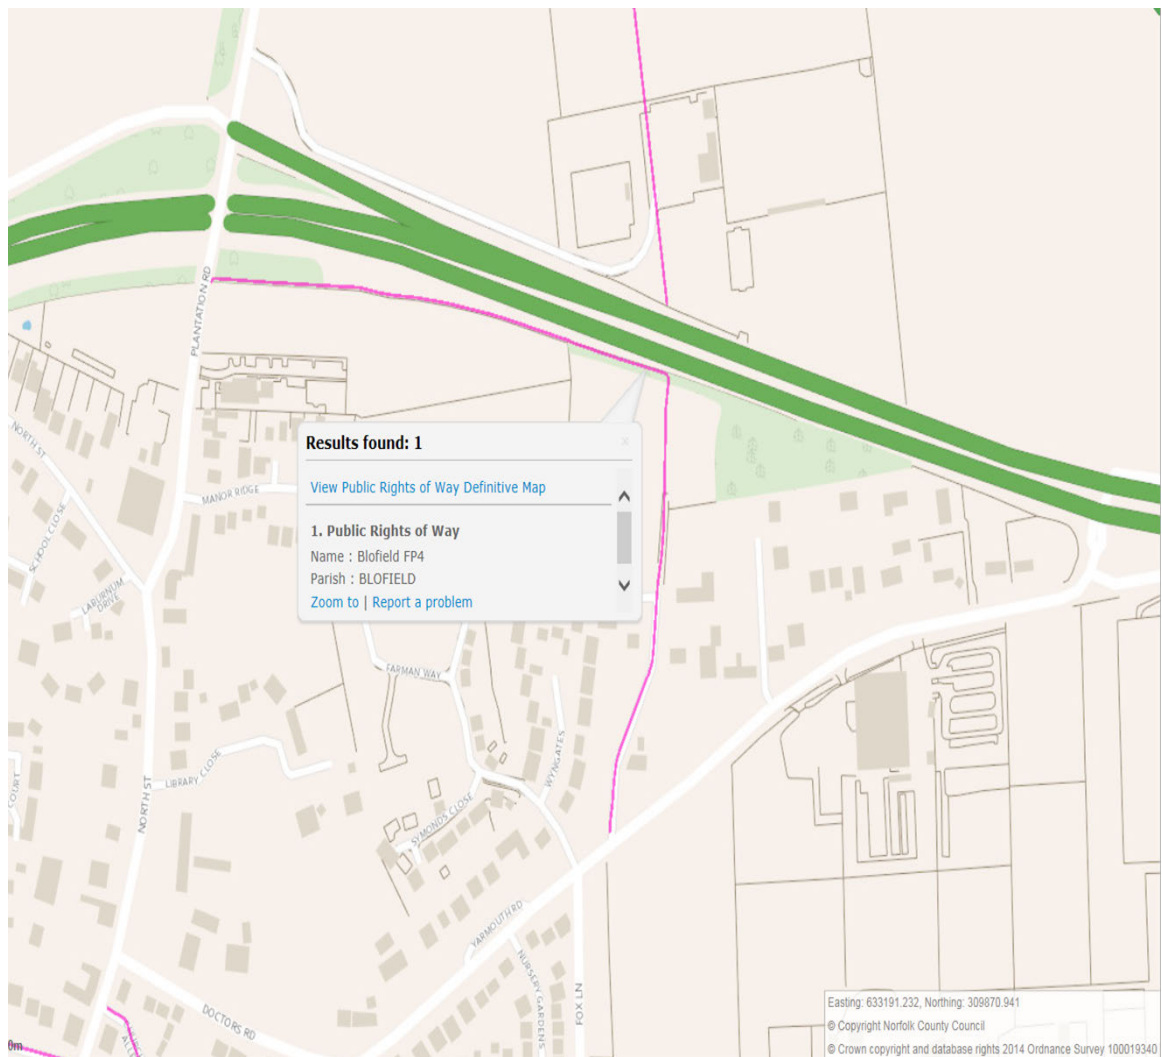 PLANTATION RD
NORTH ST
SCHOOL CLOSE
LABURNUM
DRIVE
MANOR RIDGE
Results found: 1
x
View Public Rights of Way Definitive Map
1. Public Rights of Way
Name : Blofield FP4
Parish : BLOFIELD
Zoom to | Report a problem
FARMAN WAY
WYNGATES
LIBRARY CLOSE
COURT
NORTH ST
SYMONDS CLOSE
YARMOUTH RD
NURSERY GARDENS
FOX LN
DOCTORS RD
Easting: 633191.232, Northing: 309870.941
© Copyright Norfolk County Council
© Crown copyright and database rights 2014 Ordnance Survey 100019340
0m